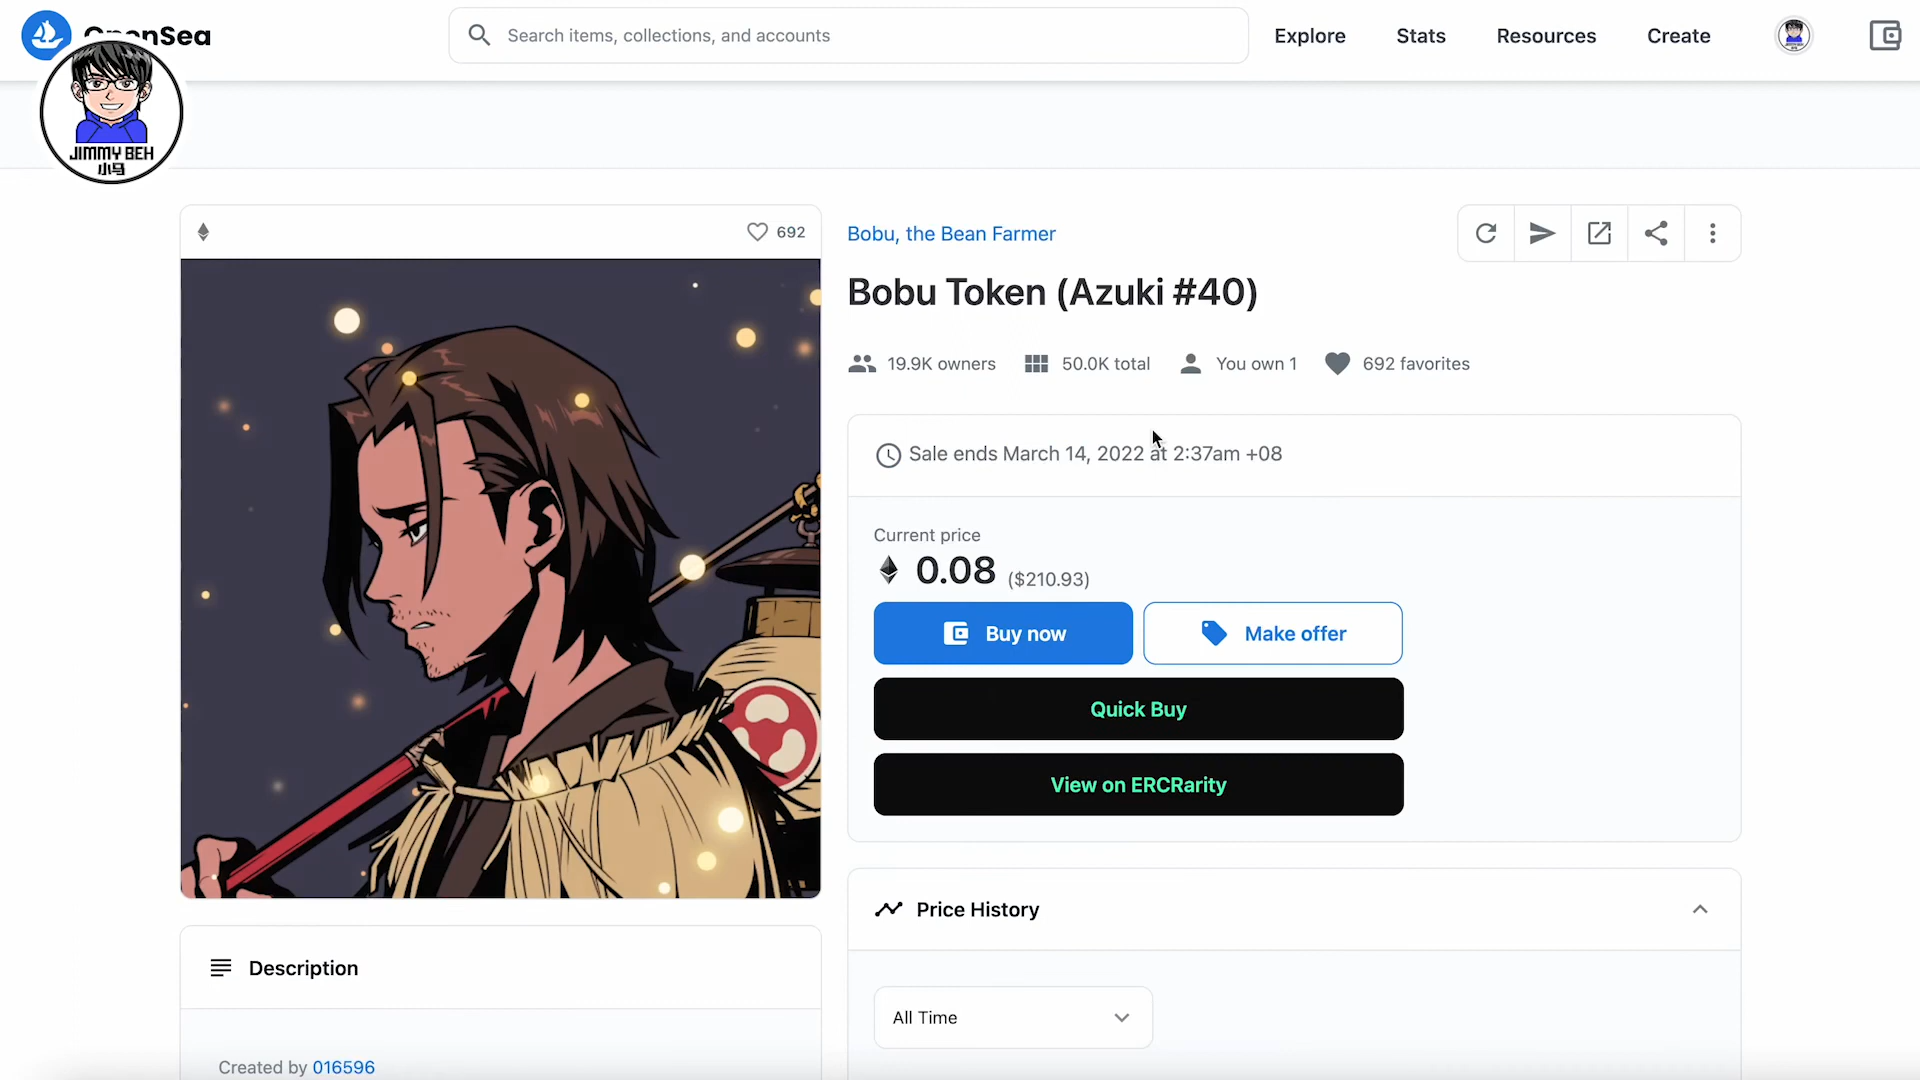 OpenSea
Search items, collections, and accounts
Explore
Stats
Resources
Create
JIMMY BEH
小马
692
Bobu, the Bean Farmer
Bobu Token (Azuki #40)
19.9K owners
50.0K total
You own 1
692 favorites
Sale ends March 14, 2022 at 2:37am +08
Current price
0.08 ($210.93)
Buy now
Make offer
Quick Buy
View on ERCRarity
Price History
All Time
Description
Created by 016596